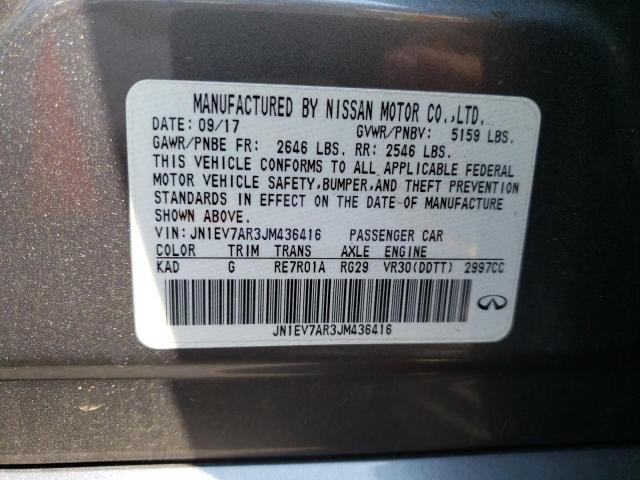 MANUFACTURED BY NISSAN MOTOR CO.,LTD.
DATE: 09/17 GVWR/PNBV: 5159 LBS.
GAWR/PNBE FR: 2646 LBS. RR: 2546 LBS.
THIS VEHICLE CONFORMS TO ALL APPLICABLE FEDERAL
MOTOR VEHICLE SAFETY,BUMPER,AND THEFT PREVENTION
STANDARDS IN EFFECT ON THE DATE OF MANUFACTURE
SHOWN ABOVE.
VIN: JN1EV7AR3JM436416 PASSENGER CAR
COLOR TRIM TRANS AXLE ENGINE
KAD G RE7R01A RG29 VR30(DDTT) 2997CC
JN1EV7AR3JM436416